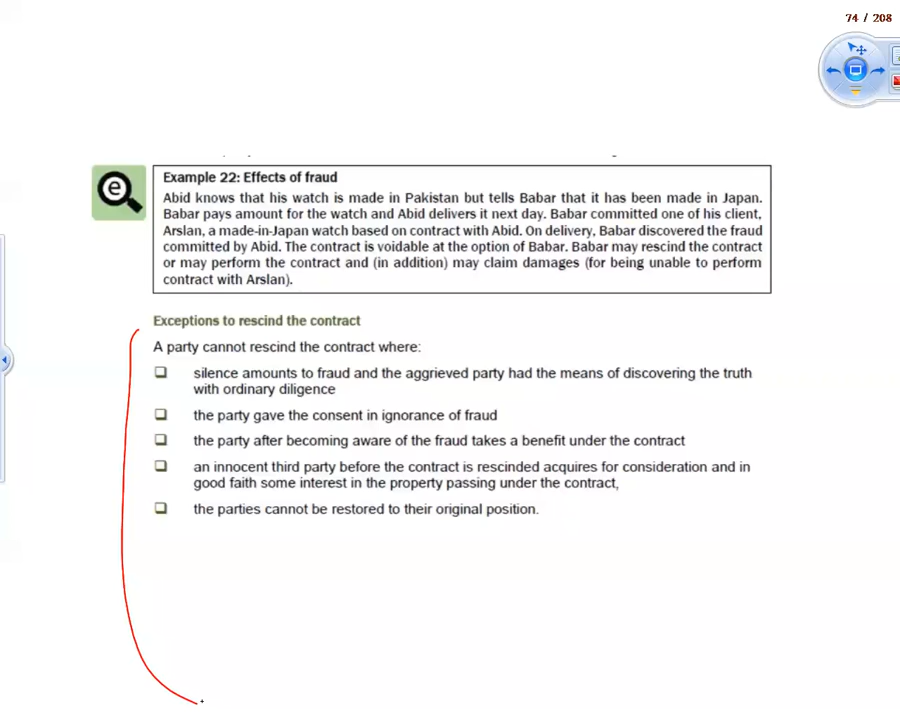 74 / 208
Example 22: Effects of fraud
Abid knows that his watch is made in Pakistan but tells Babar that it has been made in Japan.
Babar pays amount for the watch and Abid delivers it next day. Babar committed one of his client,
Arslan, a made-in-Japan watch based on contract with Abid. On delivery, Babar discovered the fraud
committed by Abid. The contract is voidable at the option of Babar. Babar may rescind the contract
or may perform the contract and (in addition) may claim damages (for being unable to perform
contract with Arslan).
Exceptions to rescind the contract
A party cannot rescind the contract where:
silence amounts to fraud and the aggrieved party had the means of discovering the truth
with ordinary diligence
the party gave the consent in ignorance of fraud
the party after becoming aware of the fraud takes a benefit under the contract
an innocent third party before the contract is rescinded acquires for consideration and in
good faith some interest in the property passing under the contract,
the parties cannot be restored to their original position.